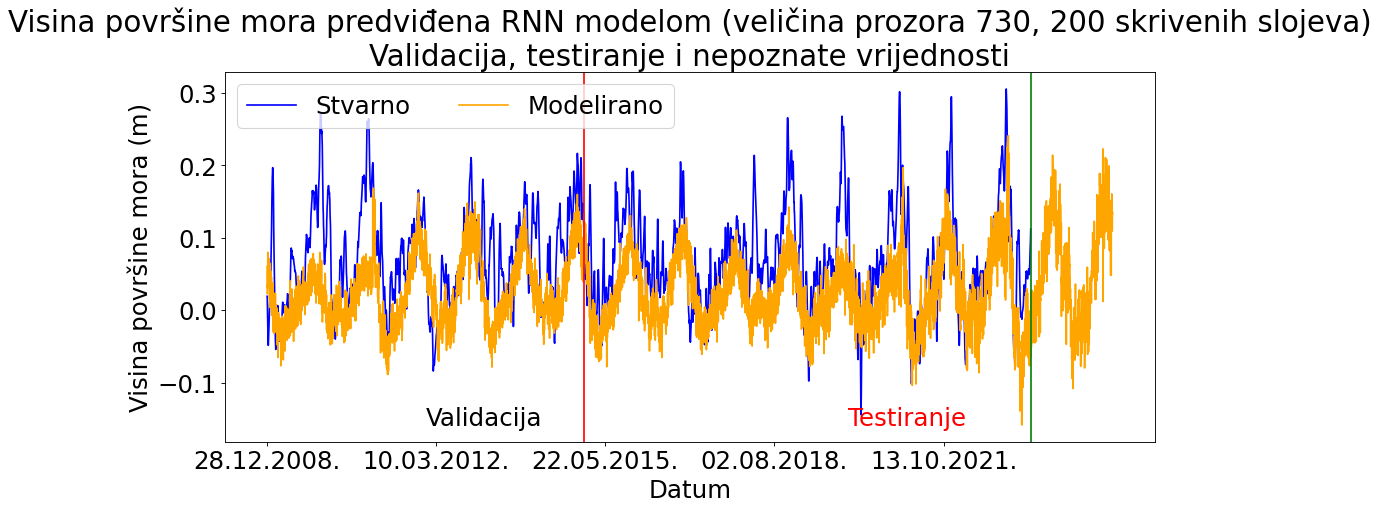 Visina površine mora predviđena RNN modelom (veličina prozora 730, 200 skrivenih slojeva)
Validacija, testiranje i nepoznate vrijednosti
Stvarno
Modelirano
Visina površine mora (m)
0.3
0.2
0.1
0.0
−0.1
Validacija
Testiranje
28.12.2008.
10.03.2012.
22.05.2015.
02.08.2018.
13.10.2021.
Datum